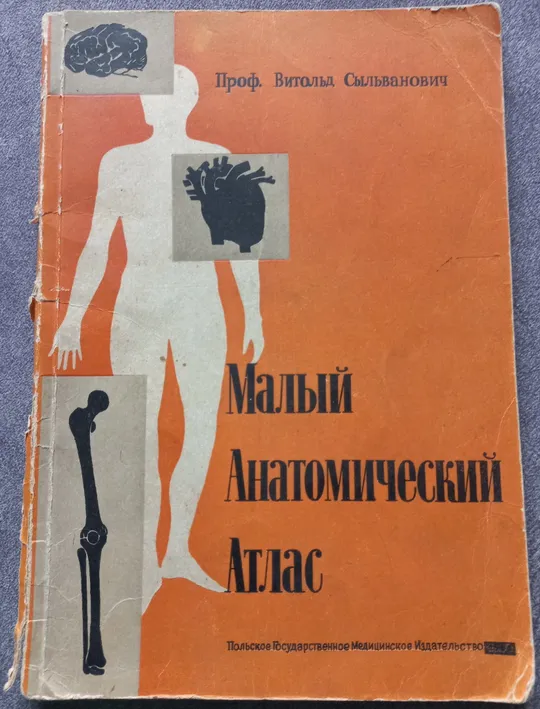 Проф. Витольд Сыльванович
Малый
Анатомический
Атлас
Польское Государственное Медицинское Издательство